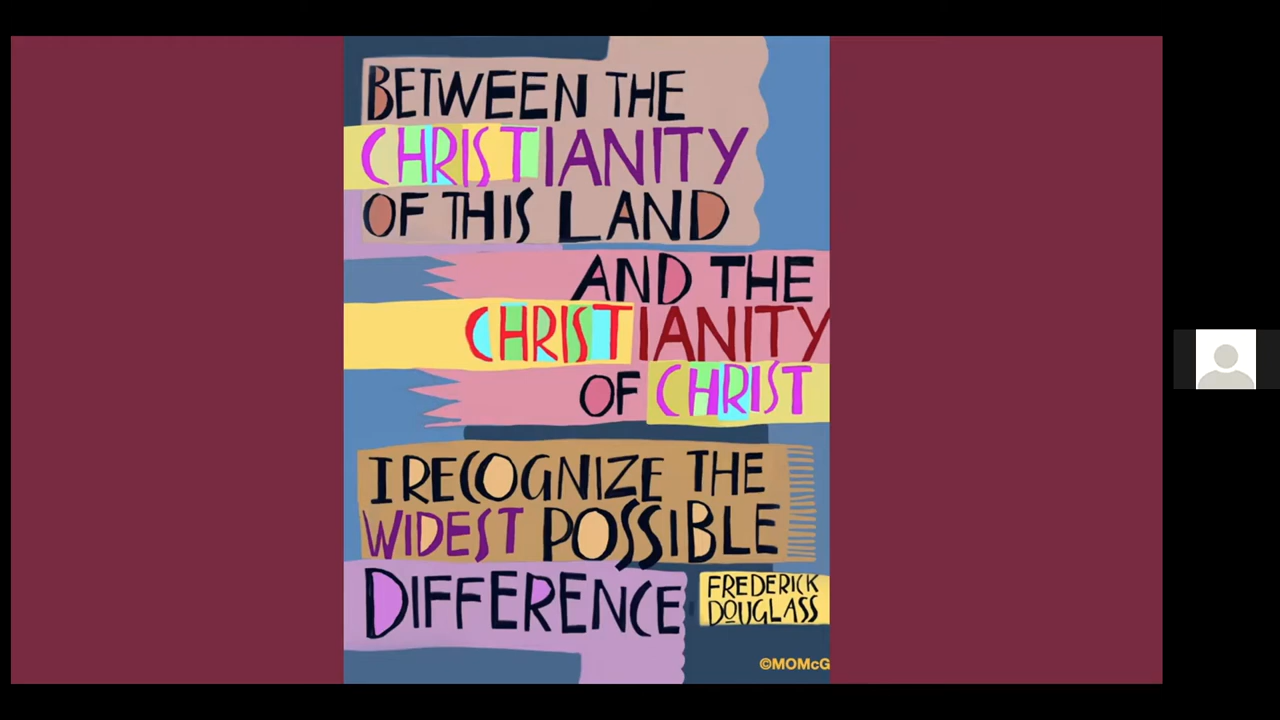 BETWEEN THE
CHRISTIANITY
OF THIS LAND
AND THE
CHRISTIANITY
OF CHRIST
I RECOGNIZE THE
WIDEST POSSIBLE
DIFFERENCE
FREDERICK
DOUGLASS
©MOMcG